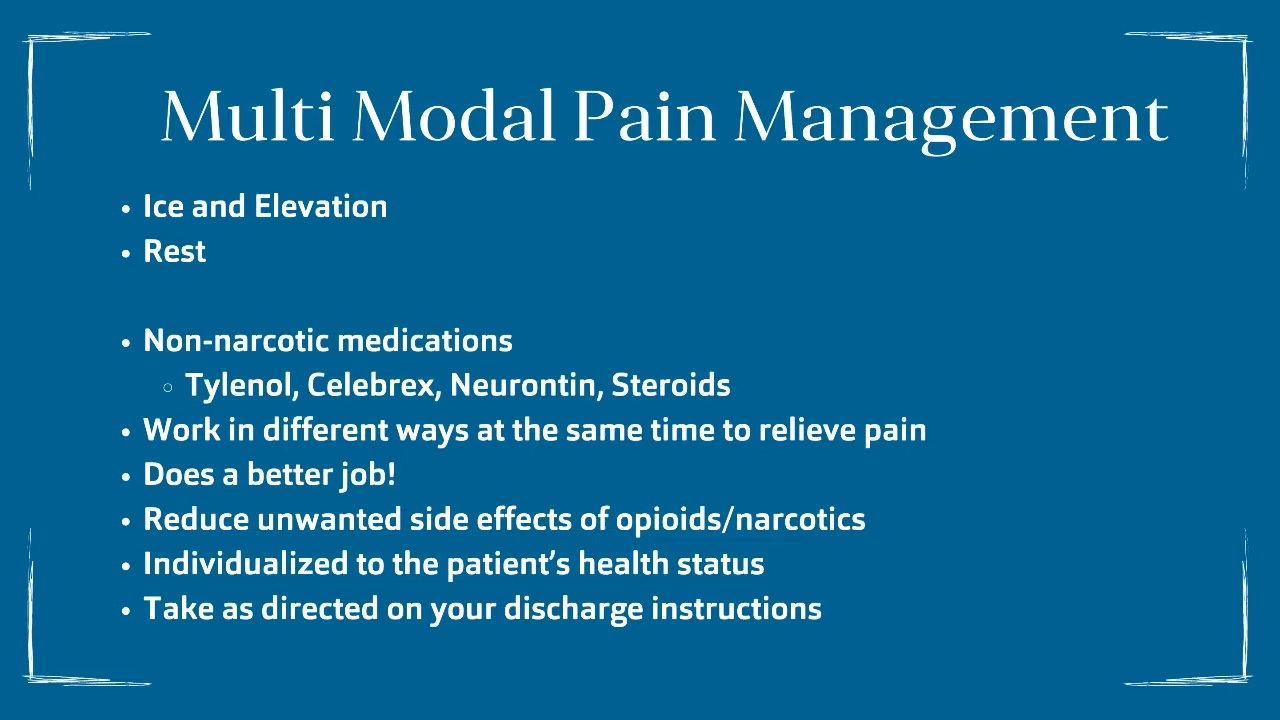 Multi Modal Pain Management
• Ice and Elevation
• Rest
• Non-narcotic medications
◦ Tylenol, Celebrex, Neurontin, Steroids
• Work in different ways at the same time to relieve pain
• Does a better job!
• Reduce unwanted side effects of opioids/narcotics
• Individualized to the patient’s health status
• Take as directed on your discharge instructions